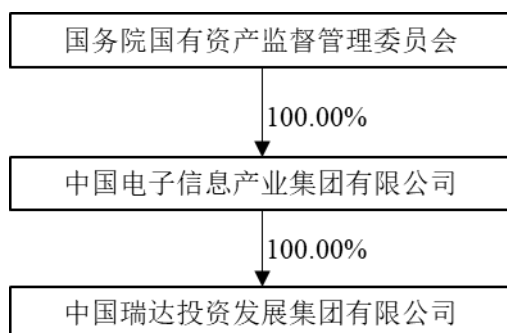 国务院国有资产监督管理委员会
100.00%
中国电子信息产业集团有限公司
100.00%
中国瑞达投资发展集团有限公司